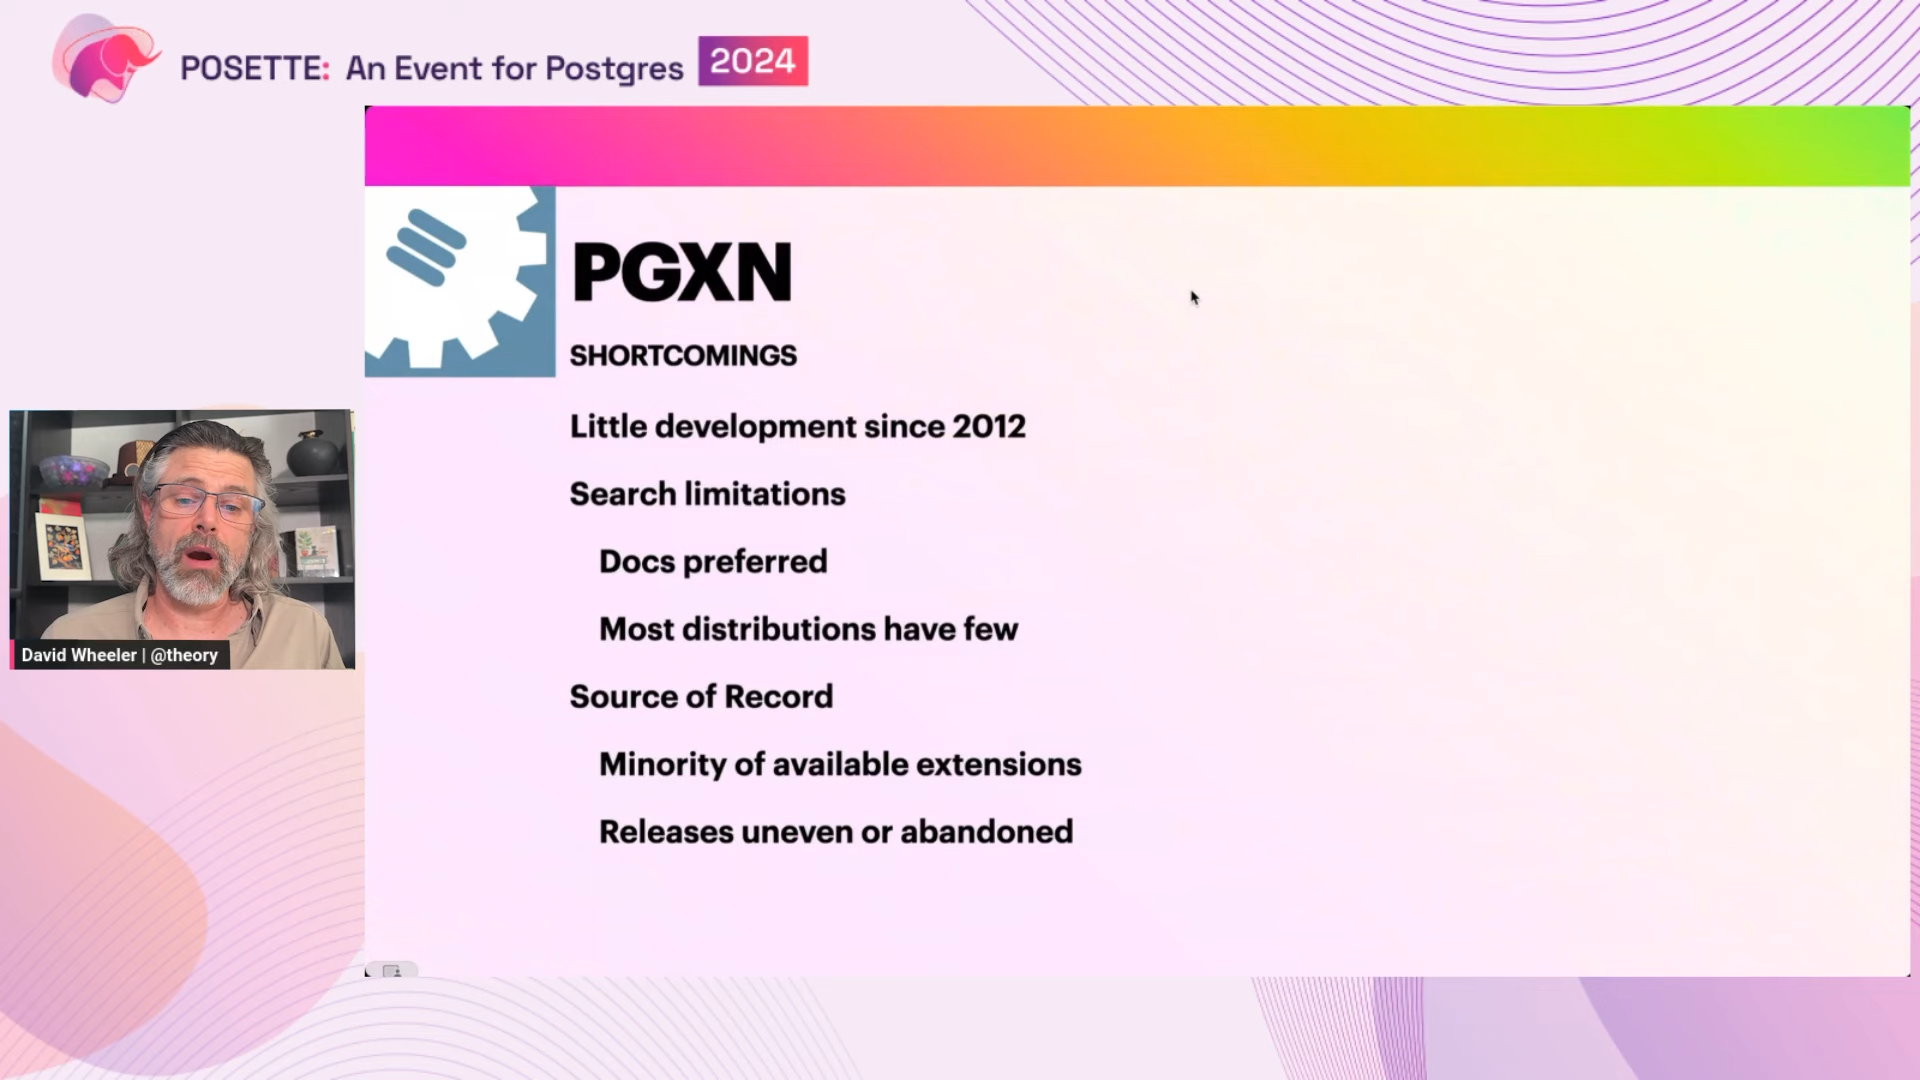 POSETTE: An Event for Postgres 2024
PGXN
SHORTCOMINGS
Little development since 2012
Search limitations
Docs preferred
Most distributions have few
Source of Record
Minority of available extensions
Releases uneven or abandoned
David Wheeler | @theory